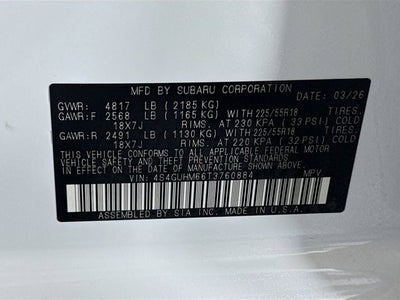 MFD BY SUBARU CORPORATION 03/26
GVWR: 4817 LB (2185 KG)
GAWR:F 2568 LB (1165 KG) WITH 225/55R18 TIRES,
18X7J RIMS, AT 230 KPA (33 PSI) COLD
GAWR:R 2491 LB (1130 KG) WITH 225/55R18 TIRES,
18X7J RIMS, AT 220 KPA (32 PSI) COLD
THIS VEHICLE CONFORMS TO ALL APPLICABLE
FEDERAL MOTOR VEHICLE SAFETY AND THEFT
PREVENTION STANDARDS IN EFFECT ON THE DATE
OF MANUFACTURE SHOWN ABOVE.
VIN: 4S4GUHM66T3760884 MPV
ASSEMBLED BY SIA INC. MADE IN U.S.A.